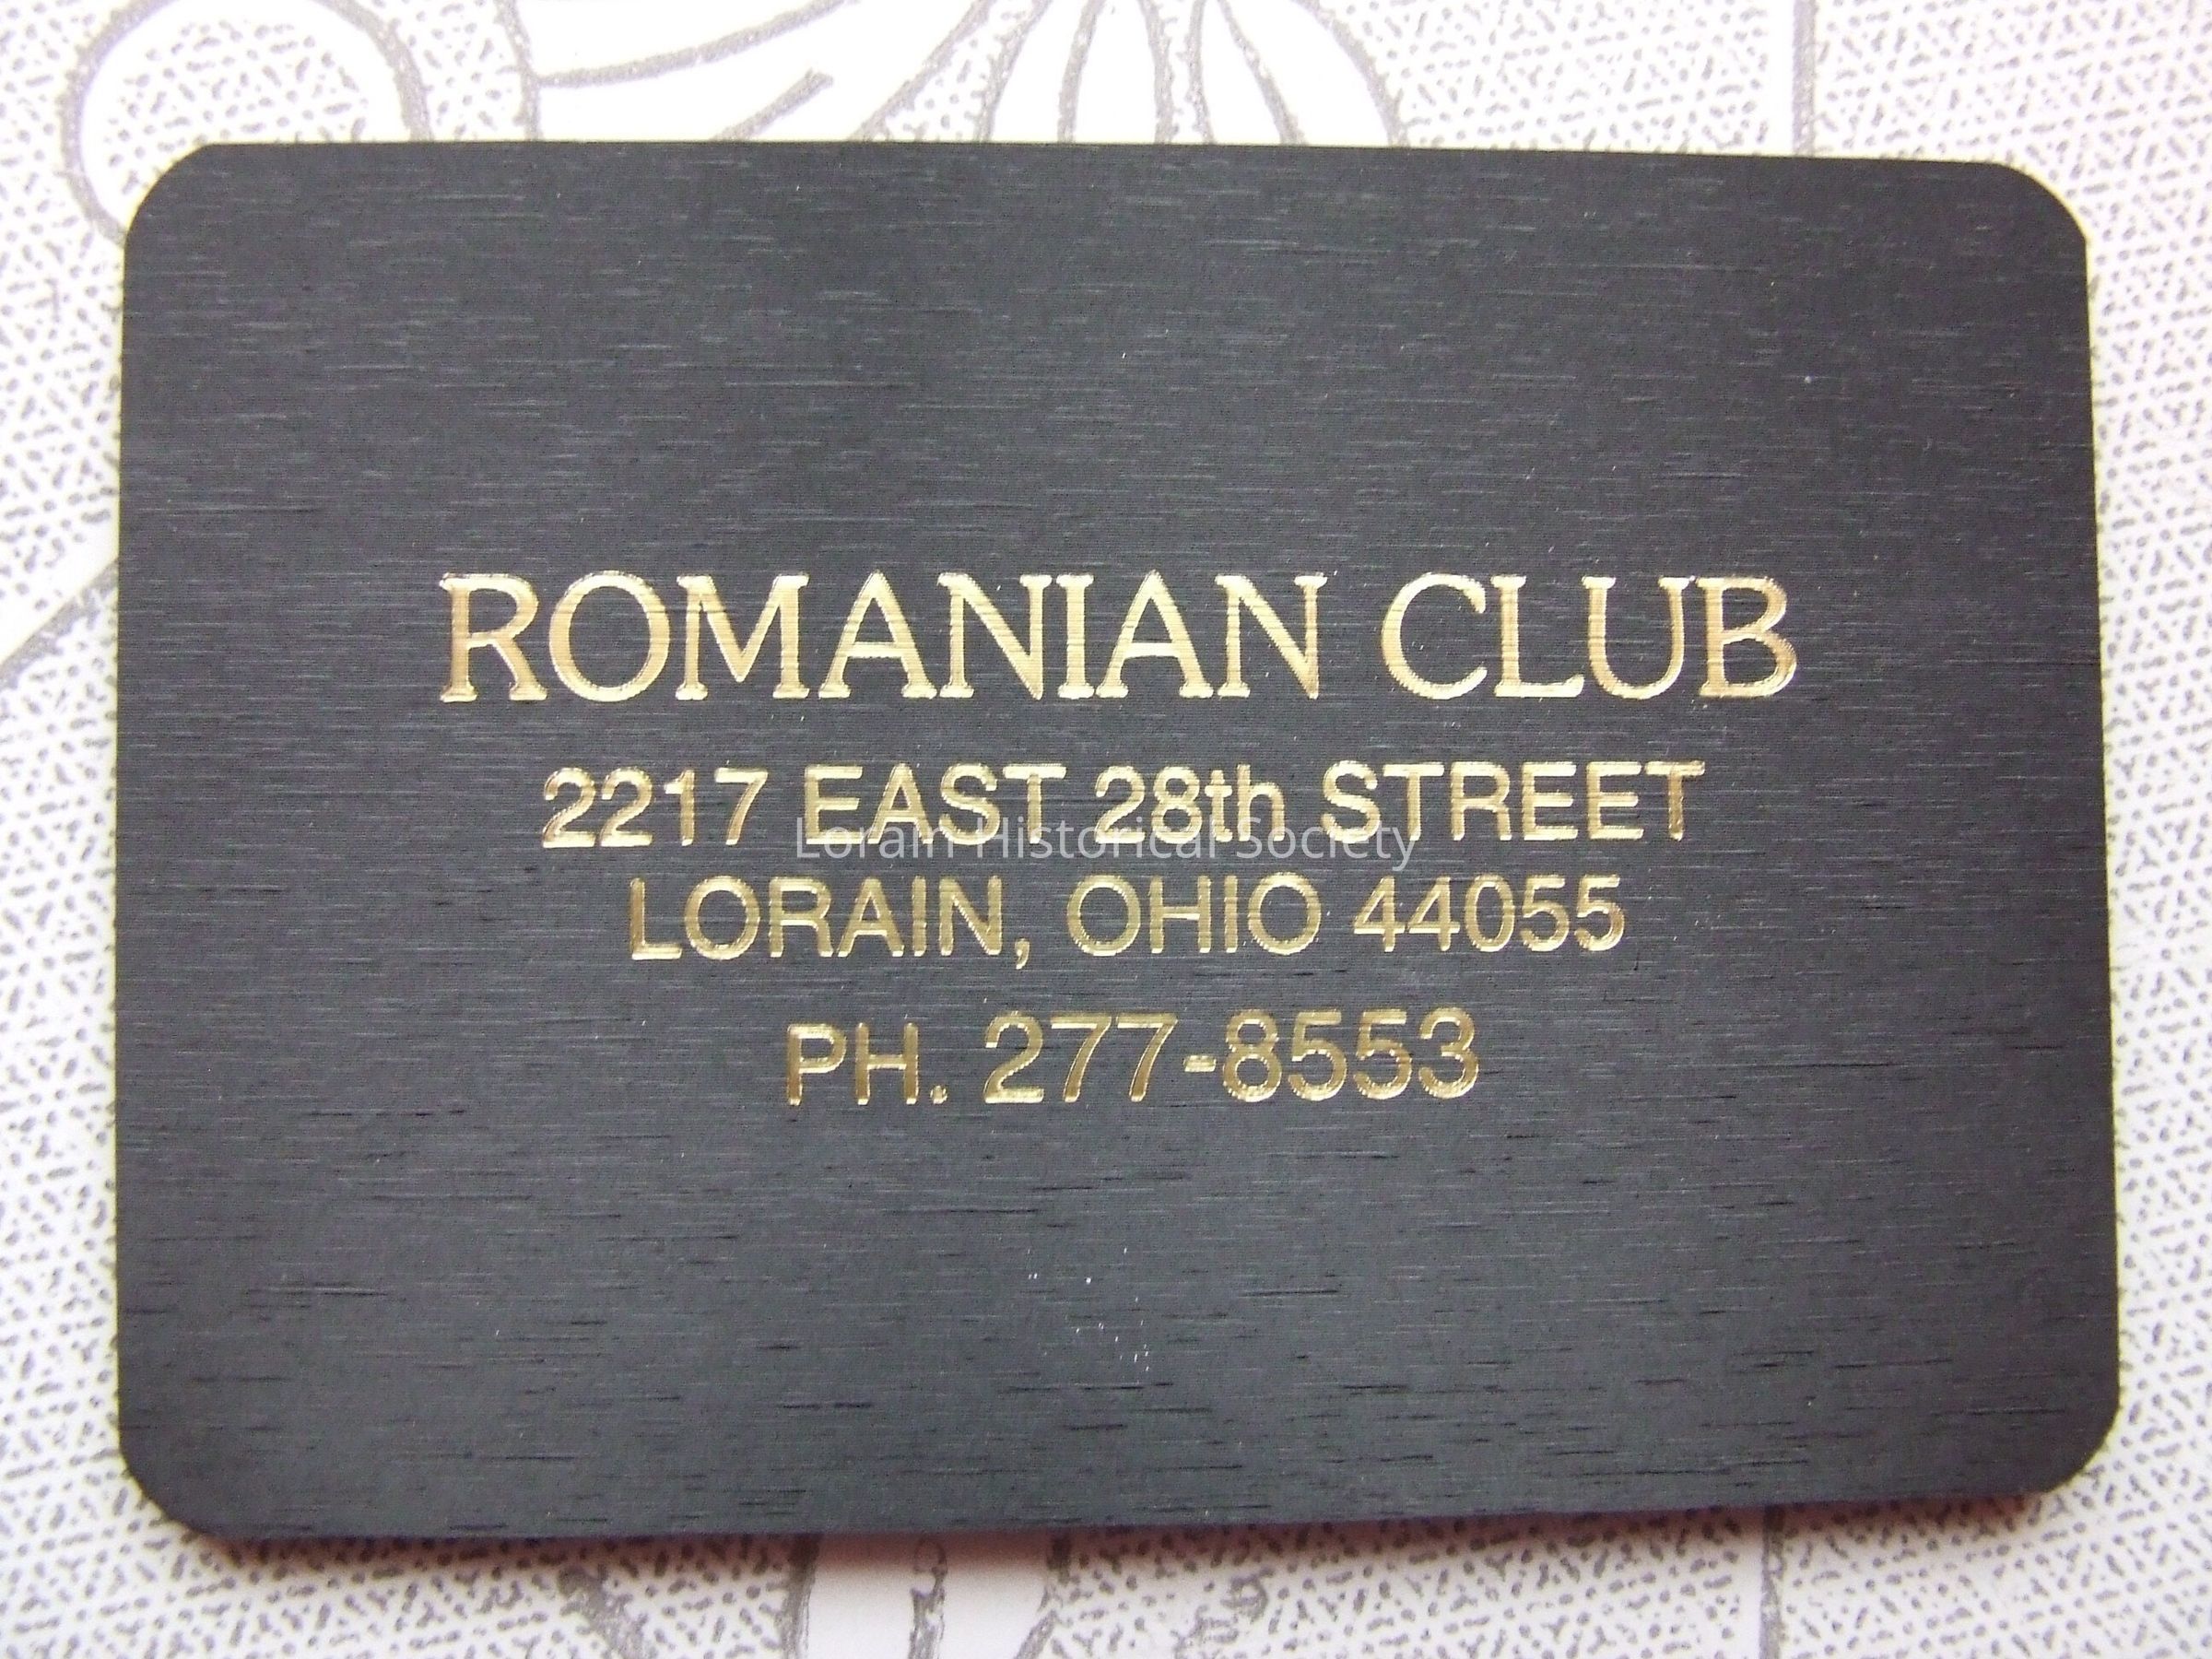 ROMANIAN CLUB
2217 EAST 28th STREET
Lorain Historical Society
LORAIN, OHIO 44055
PH. 277-8553